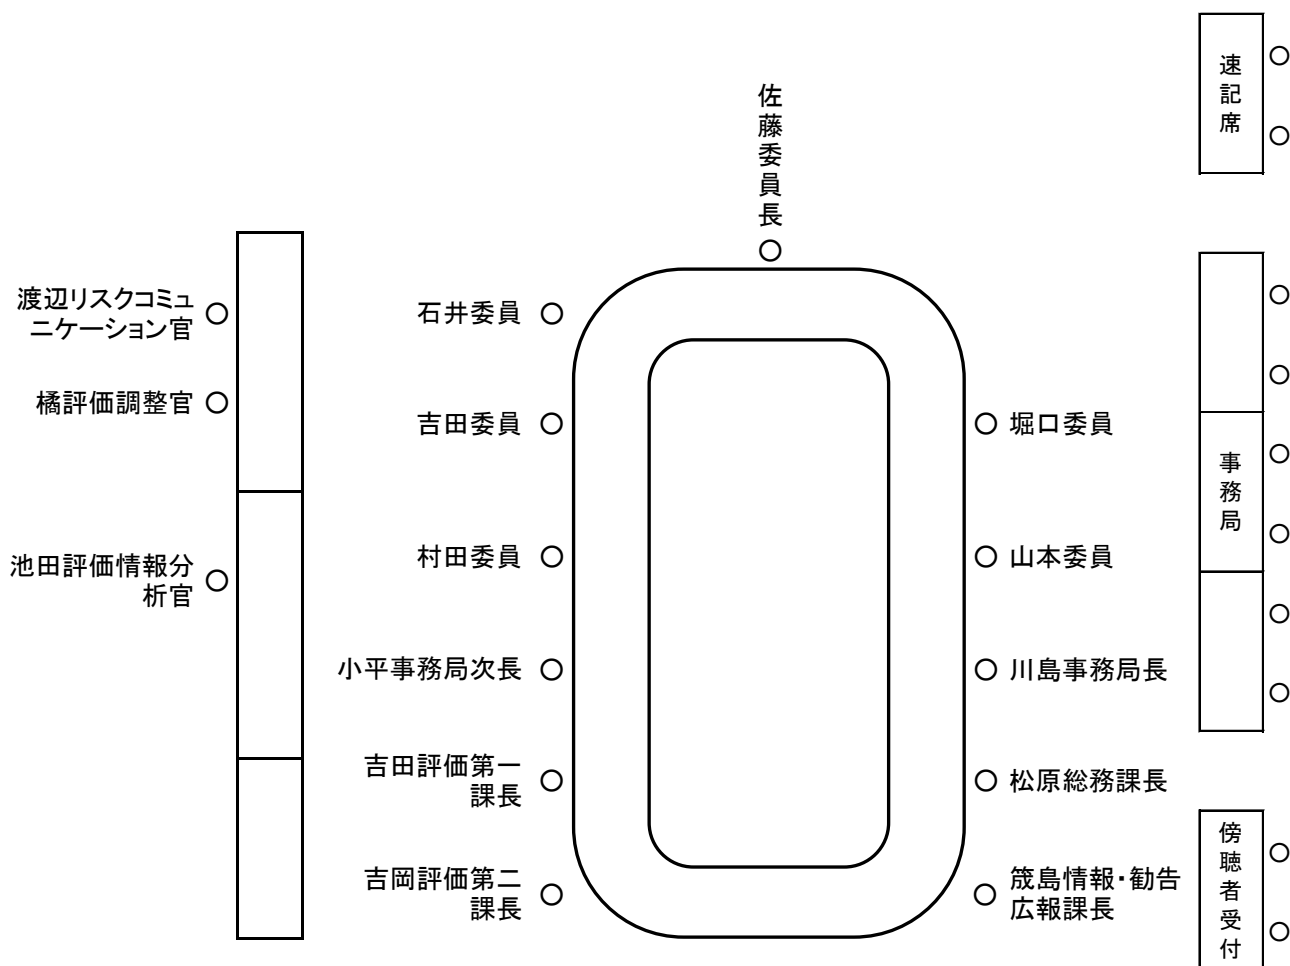 速記席
佐藤委員長
渡辺リスクコミュ
ニケーション官
石井委員
橘評価調整官
吉田委員
堀口委員
事務局
池田評価情報分
析官
村田委員
山本委員
小平事務局次長
川島事務局長
吉田評価第一
課長
松原総務課長
吉岡評価第二
課長
筬島情報・勧告
広報課長
傍聴者受付